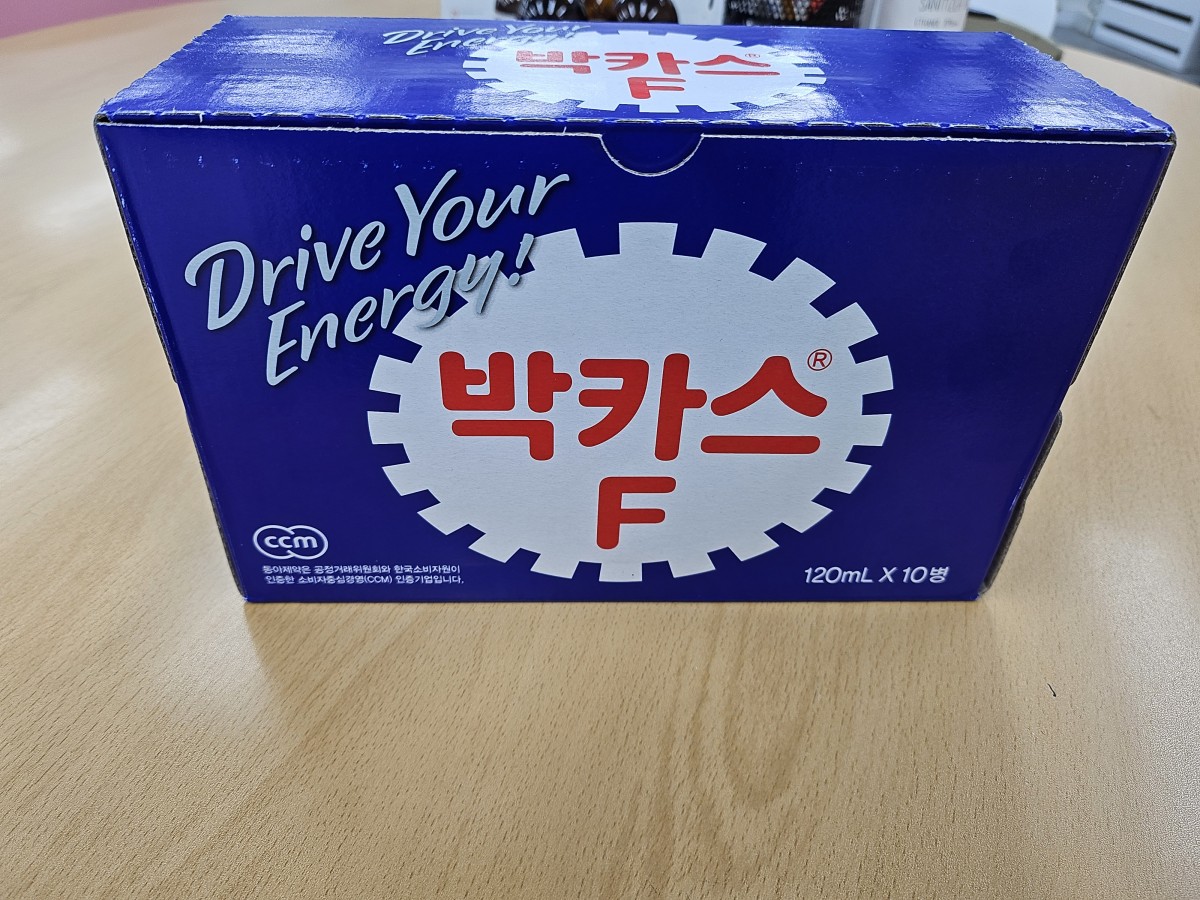 Drive Your
Energy!
박카스®
F
Drive Your
Energy!
박카스®
F
ccm
동아제약은 공정거래위원회와 한국소비자원이
인증한 소비자중심경영(CCM) 인증기업입니다.
120mL X 10병